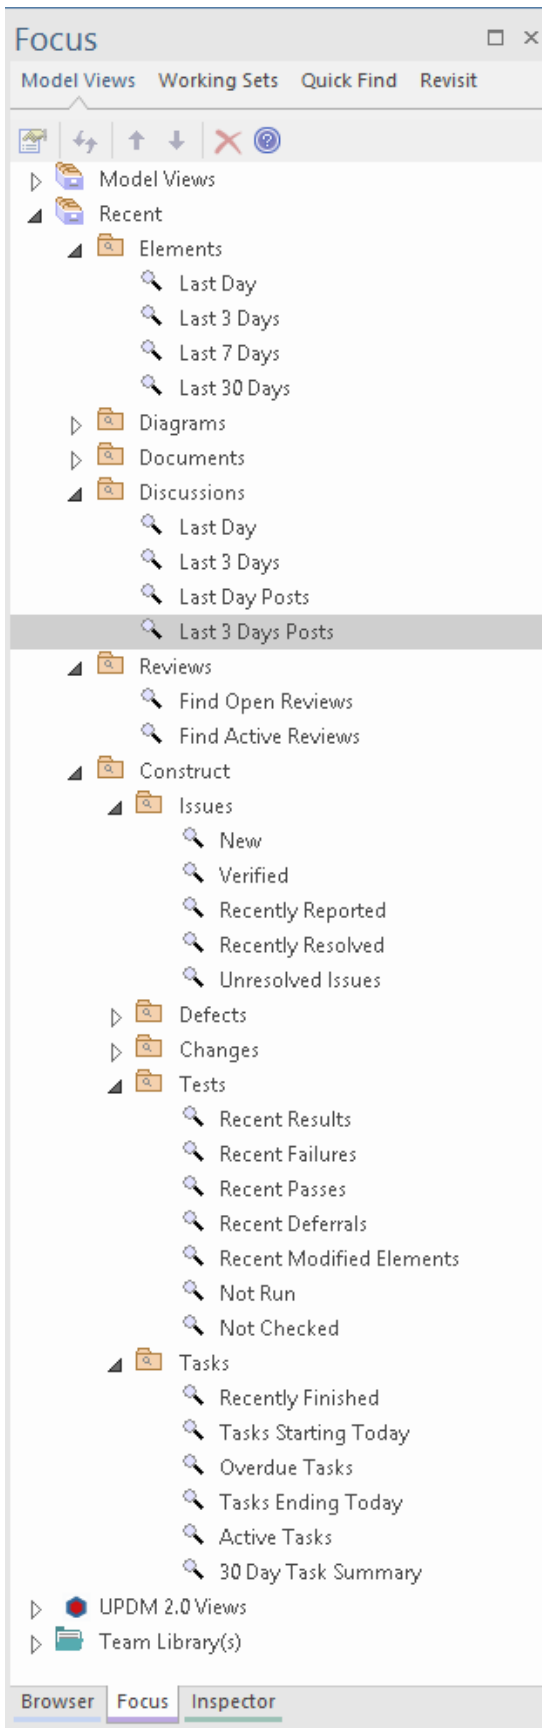 Focus
Model Views Working Sets Quick Find Revisit
Model Views
Recent
Elements
Last Day
Last 3 Days
Last 7 Days
Last 30 Days
Diagrams
Documents
Discussions
Last Day
Last 3 Days
Last Day Posts
Last 3 Days Posts
Reviews
Find Open Reviews
Find Active Reviews
Construct
Issues
New
Verified
Recently Reported
Recently Resolved
Unresolved Issues
Defects
Changes
Tests
Recent Results
Recent Failures
Recent Passes
Recent Deferrals
Recent Modified Elements
Not Run
Not Checked
Tasks
Recently Finished
Tasks Starting Today
Overdue Tasks
Tasks Ending Today
Active Tasks
30 Day Task Summary
UPDM 2.0 Views
Team Library(s)
Browser Focus Inspector